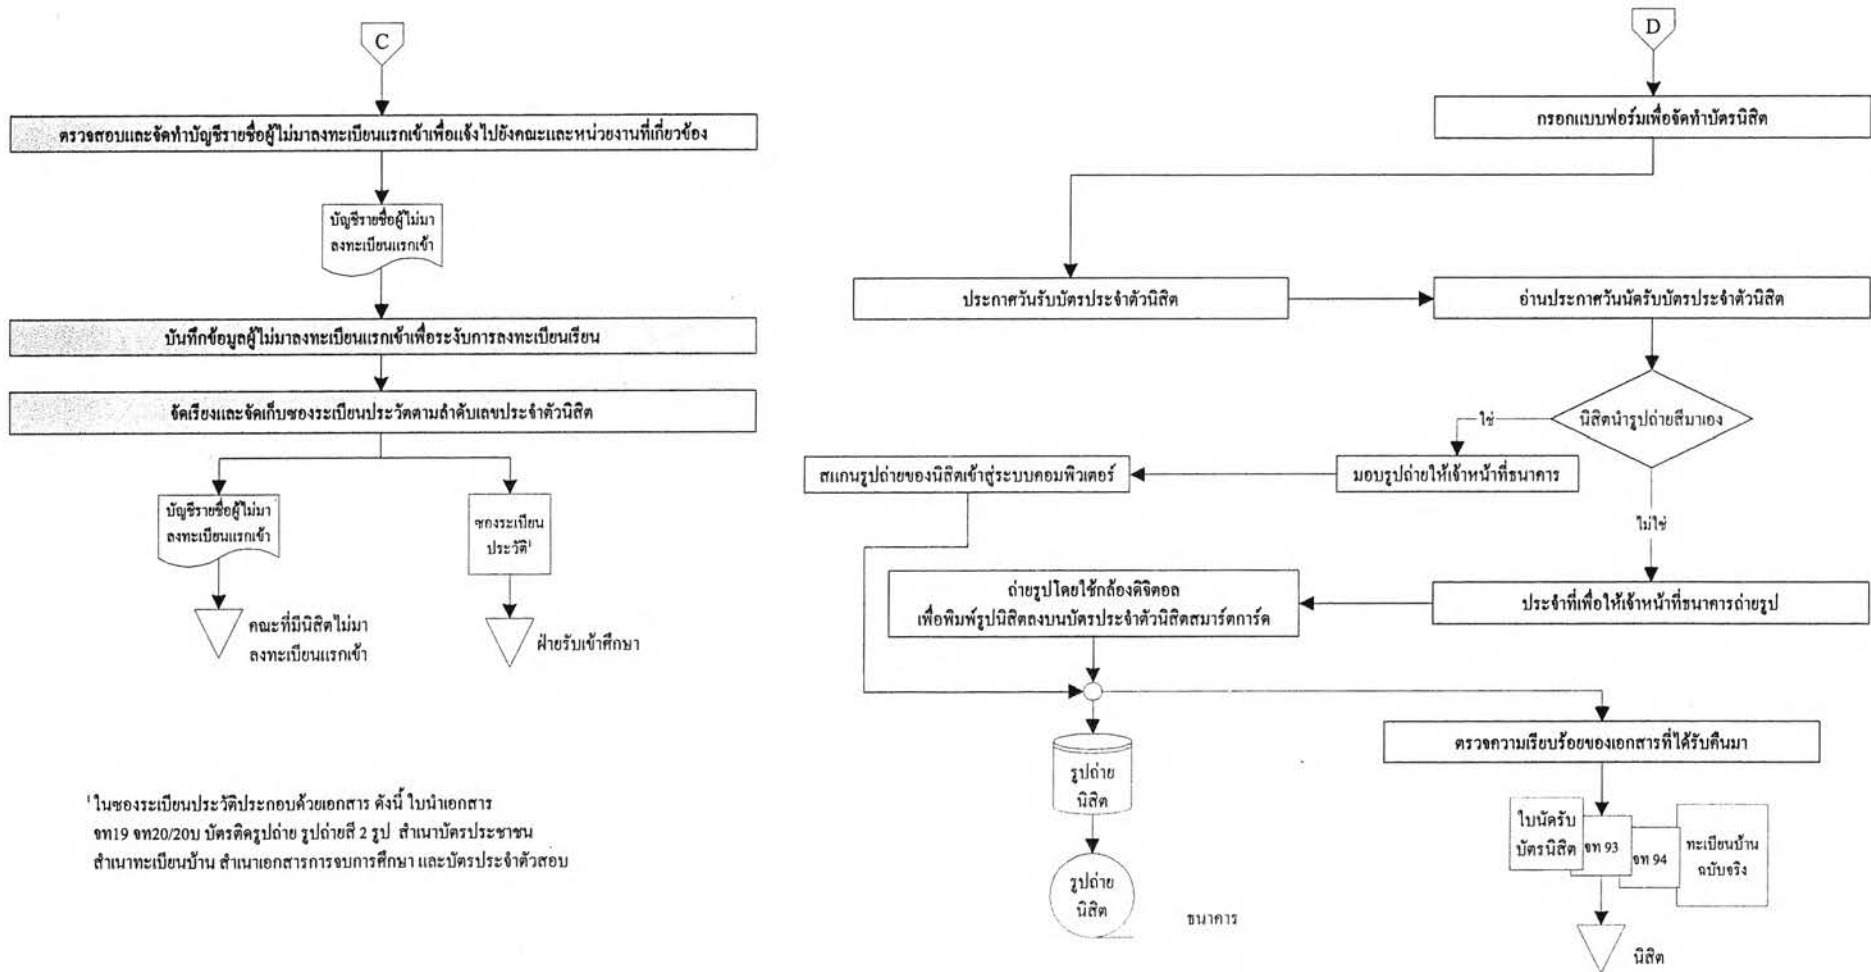 C
ตรวจสอบและจัดทำบัญชีรายชื่อผู้ไม่มาลงทะเบียนแรกเข้าเพื่อแจ้งไปยังคณะและหน่วยงานที่เกี่ยวข้อง
บัญชีรายชื่อผู้ไม่มา
ลงทะเบียนแรกเข้า
บันทึกข้อมูลผู้ไม่มาลงทะเบียนแรกเข้าเพื่อระงับการลงทะเบียนเรียน
จัดเรียงและจัดเก็บซองระเบียนประวัตตามลำดับเลขประจำตัวนิสิต
บัญชีรายชื่อผู้ไม่มา
ลงทะเบียนแรกเข้า
ซองระเบียน
ประวัติ¹
คณะที่มีนิสิตไม่มา
ลงทะเบียนแรกเข้า
ฝ่ายรับเข้าศึกษา
¹ ในซองระเบียนประวัติประกอบด้วยเอกสาร ดังนี้ ใบนำเอกสาร
จท19 จท20/20บ บัตรติดรูปถ่าย รูปถ่ายสี 2 รูป สำเนาบัตรประชาชน
สำเนาทะเบียนบ้าน สำเนาเอกสารการจบการศึกษา และบัตรประจำตัวสอบ
D
กรอกแบบฟอร์มเพื่อจัดทำบัตรนิสิต
ประกาศวันรับบัตรประจำตัวนิสิต
อ่านประกาศวันนัดรับบัตรประจำตัวนิสิต
นิสิตนำรูปถ่ายสีมาเอง
ใช่
มอบรูปถ่ายให้เจ้าหน้าที่ธนาคาร
สแกนรูปถ่ายของนิสิตเข้าสู่ระบบคอมพิวเตอร์
ไม่ใช่
ประจำที่เพื่อให้เจ้าหน้าที่ธนาคารถ่ายรูป
ถ่ายรูปโดยใช้กล้องดิจิตอล
เพื่อพิมพ์รูปนิสิตลงบนบัตรประจำตัวนิสิตสมาร์ตการ์ด
ตรวจความเรียบร้อยของเอกสารที่ได้รับคืนมา
รูปถ่าย
นิสิต
รูปถ่าย
นิสิต
ธนาคาร
ใบนัดรับ
บัตรนิสิต
จท 93
จท 94
ทะเบียนบ้าน
ฉบับจริง
นิสิต